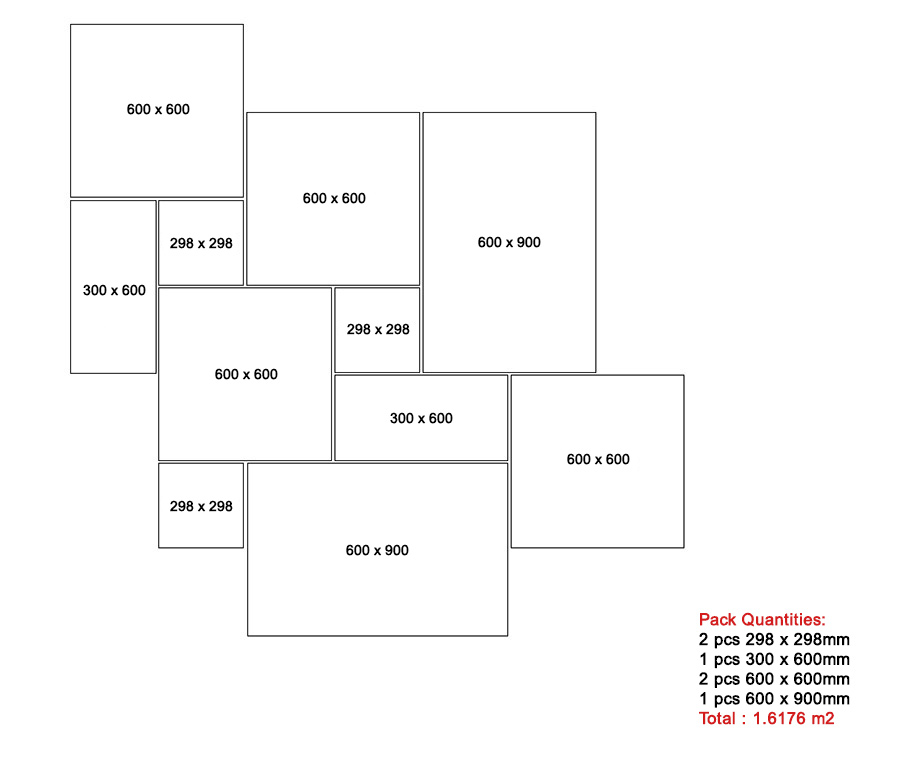 600 x 600
600 x 600
298 x 298
600 x 900
300 x 600
298 x 298
600 x 600
300 x 600
600 x 600
298 x 298
600 x 900
Pack Quantities:
2 pcs 298 x 298mm
1 pcs 300 x 600mm
2 pcs 600 x 600mm
1 pcs 600 x 900mm
Total : 1.6176 m2